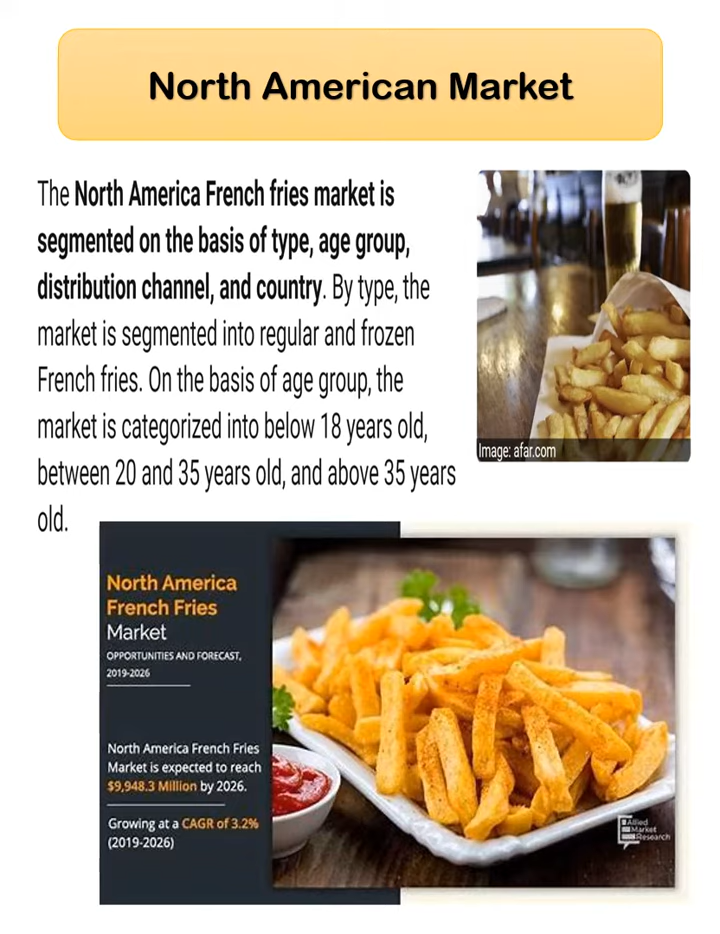 North American Market
The North America French fries market is
segmented on the basis of type, age group,
distribution channel, and country. By type, the
market is segmented into regular and frozen
French fries. On the basis of age group, the
market is categorized into below 18 years old,
between 20 and 35 years old, and above 35 years
old.
Image: afar.com
North America
French Fries
Market
OPPORTUNITIES AND FORECAST,
2019-2026
North America French Fries
Market is expected to reach
$9,948.3 Million by 2026.
Growing at a CAGR of 3.2%
(2019-2026)
Allied
Market
Research